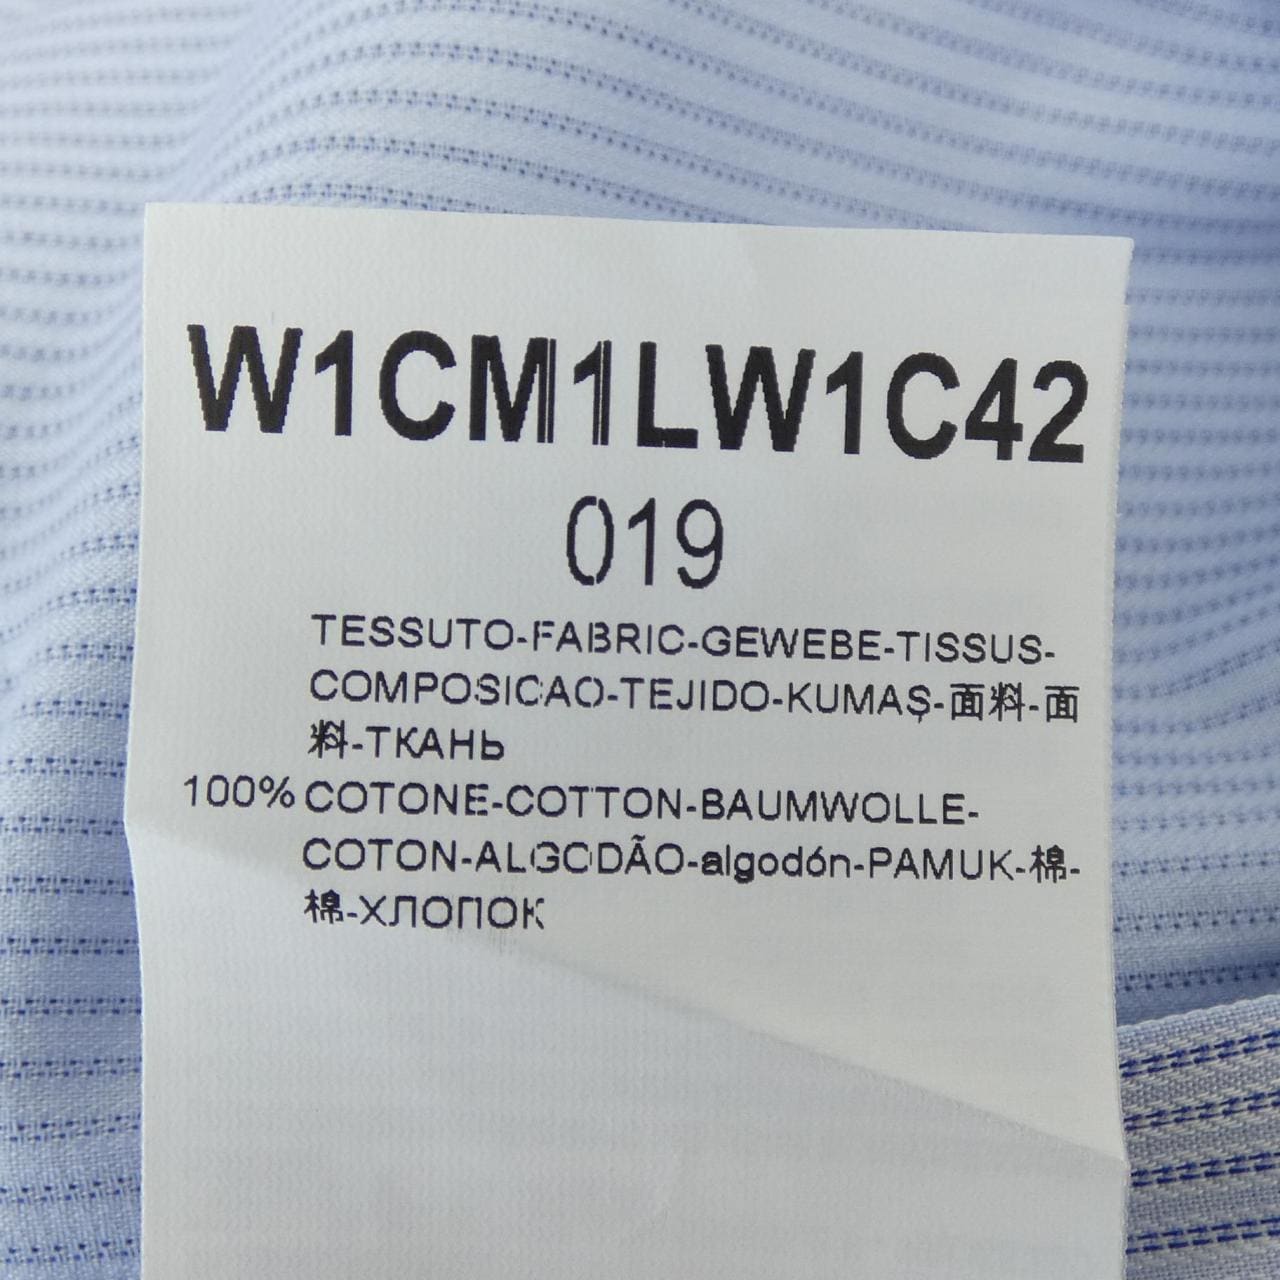 W1CM1LW1C42
019
TESSUTO-FABRIC-GEWEBE-TISSUS-
COMPOSICAO-TEJIDO-KUMAŞ-面料-面
料-ТКАНЬ
100% COTONE-COTTON-BAUMWOLLE-
COTON-ALGODÃO-algodón-PAMUK-棉-
棉-ХЛОПОК